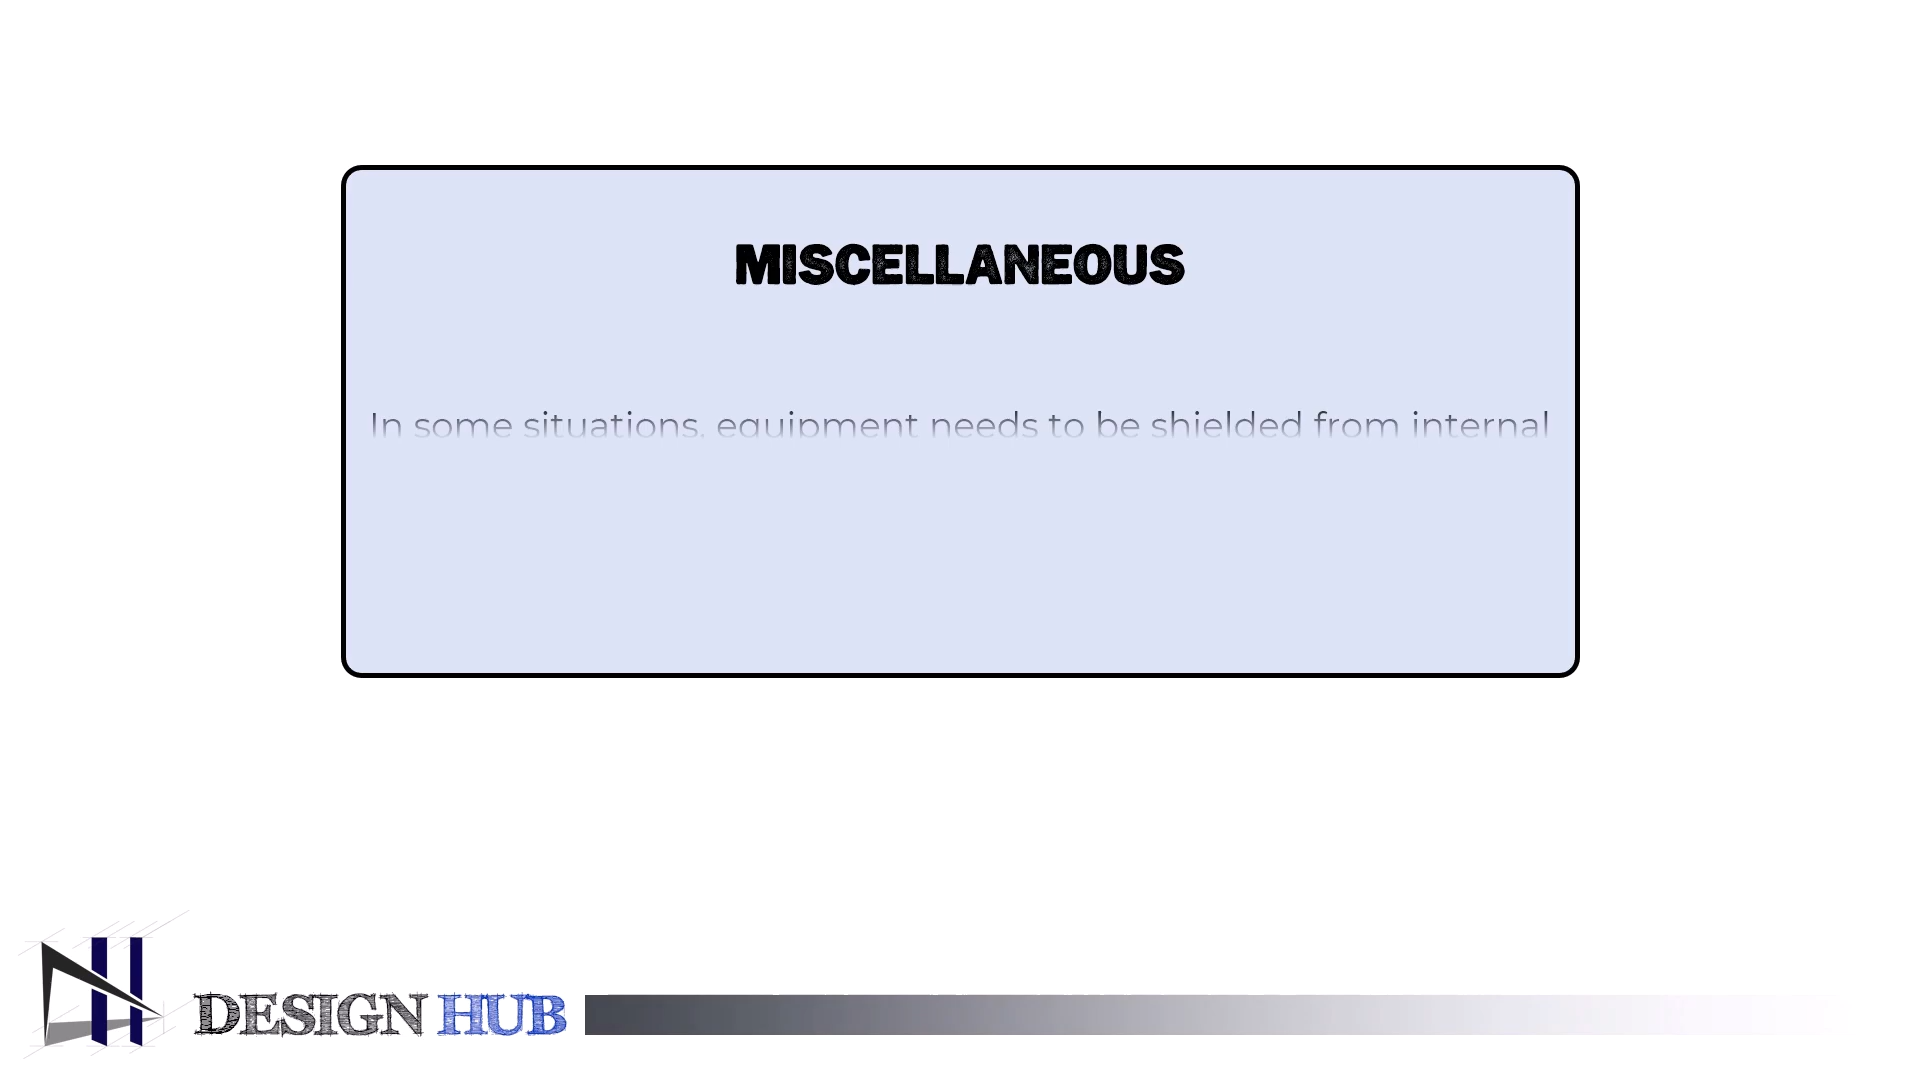 MISCELLANEOUS
In some situations, equipment needs to be shielded from internal
DESIGN HUB